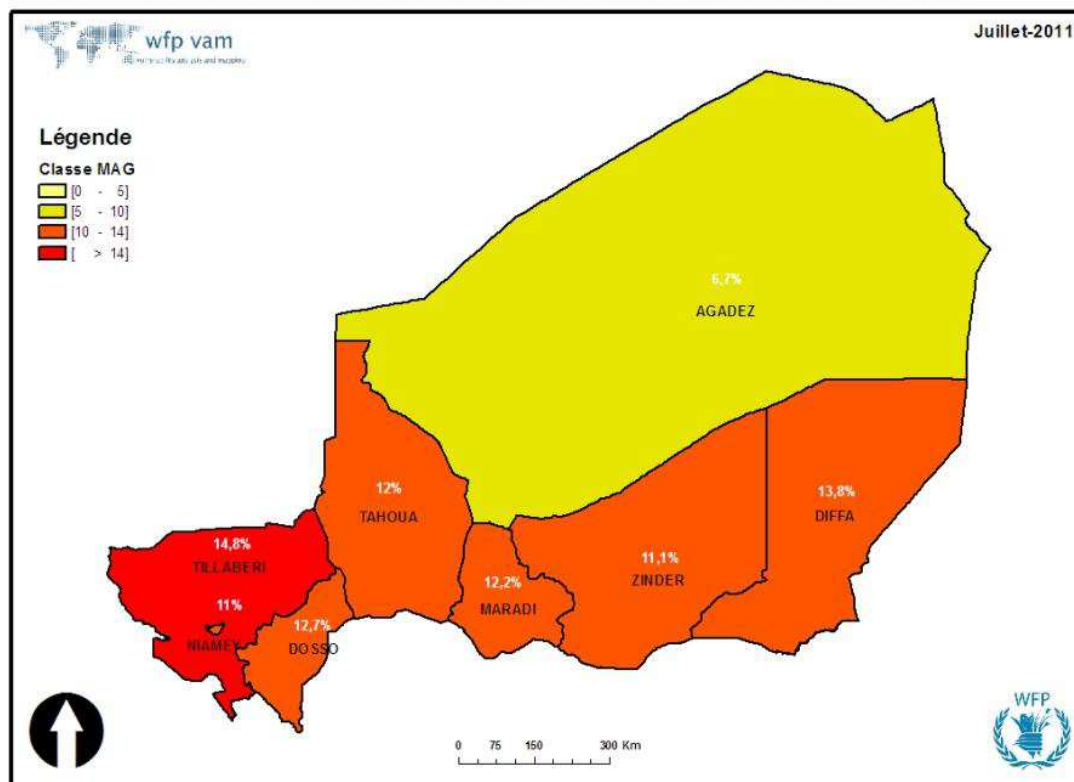 wfp vam
Juillet-2011
Légende
Classe MAG
[0 - 5]
[5 - 10]
[10 - 14]
[ > 14]
6,7%
AGADEZ
12%
TAHOUA
13,8%
DIFFA
14,8%
TILLABERI
11,1%
ZINDER
12,2%
MARADI
11%
NIAMEY
12,7%
DOSSO
0 75 150 300 Km
WFP